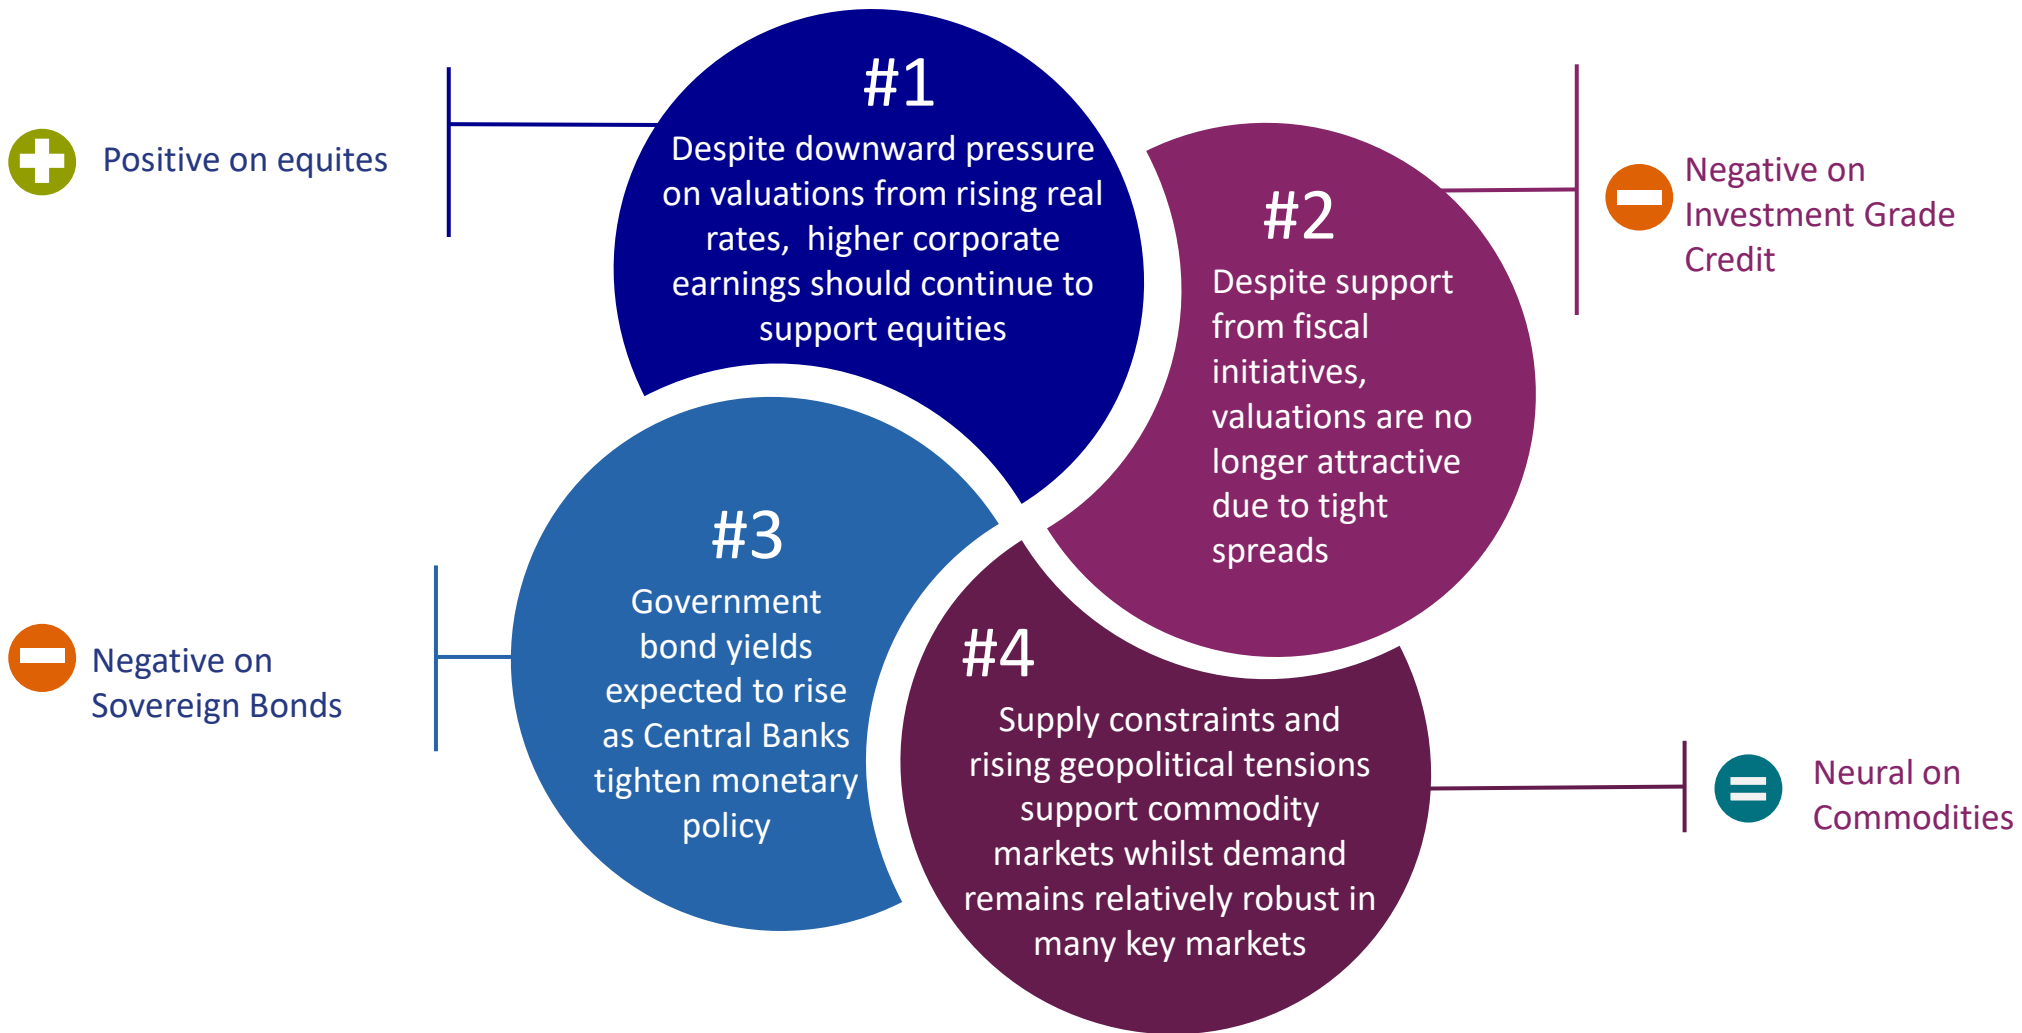 #1
Despite downward pressure
on valuations from rising real
rates,  higher corporate
earnings should continue to
support equities
Positive on equites
#2
Despite support
from fiscal
initiatives,
valuations are no
longer attractive
due to tight
spreads
Negative on
Investment Grade
Credit
#3
Government
bond yields
expected to rise
as Central Banks
tighten monetary
policy
Negative on
Sovereign Bonds
#4
Supply constraints and
rising geopolitical tensions
support commodity
markets whilst demand
remains relatively robust in
many key markets
Neural on
Commodities